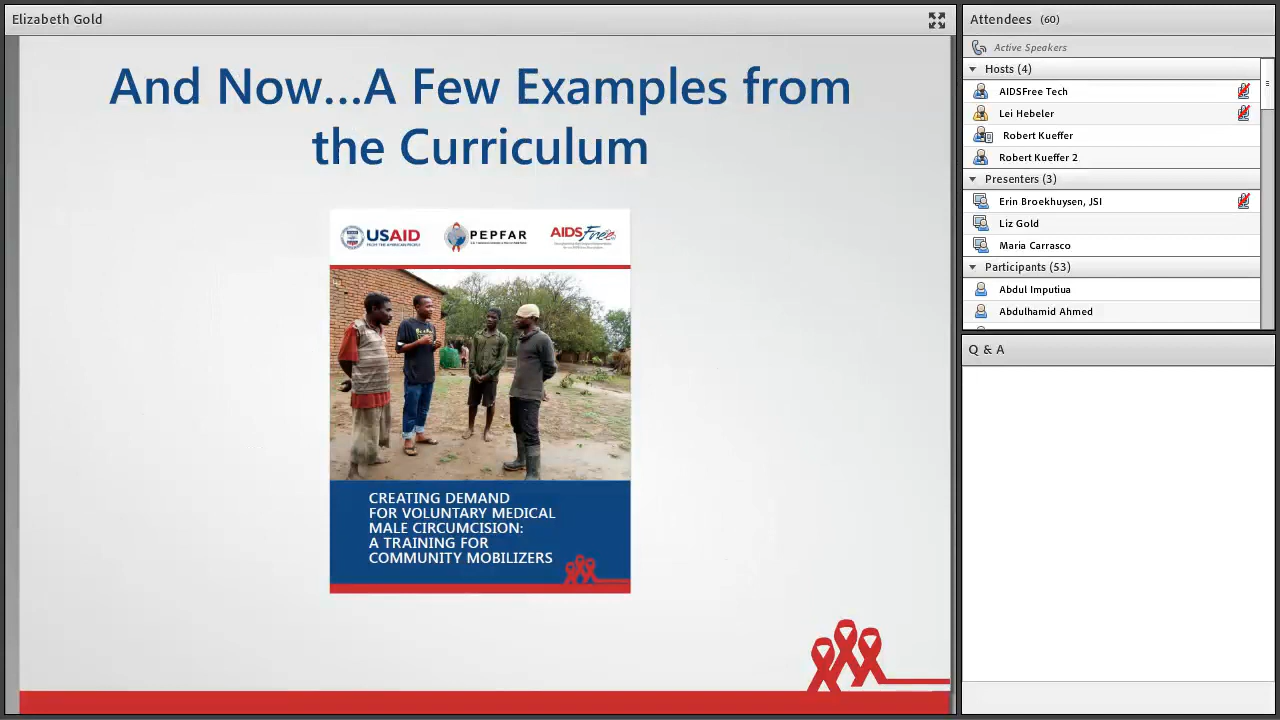 Elizabeth Gold
And Now...A Few Examples from
the Curriculum
USAID
FROM THE AMERICAN PEOPLE
PEPFAR
AIDSFree
CREATING DEMAND
FOR VOLUNTARY MEDICAL
MALE CIRCUMCISION:
A TRAINING FOR
COMMUNITY MOBILIZERS
Attendees (60)
Active Speakers
Hosts (4)
AIDSFree Tech
Lei Hebeler
Robert Kueffer
Robert Kueffer 2
Presenters (3)
Erin Broekhuysen, JSI
Liz Gold
Maria Carrasco
Participants (53)
Abdul Imputiua
Abdulhamid Ahmed
Q & A